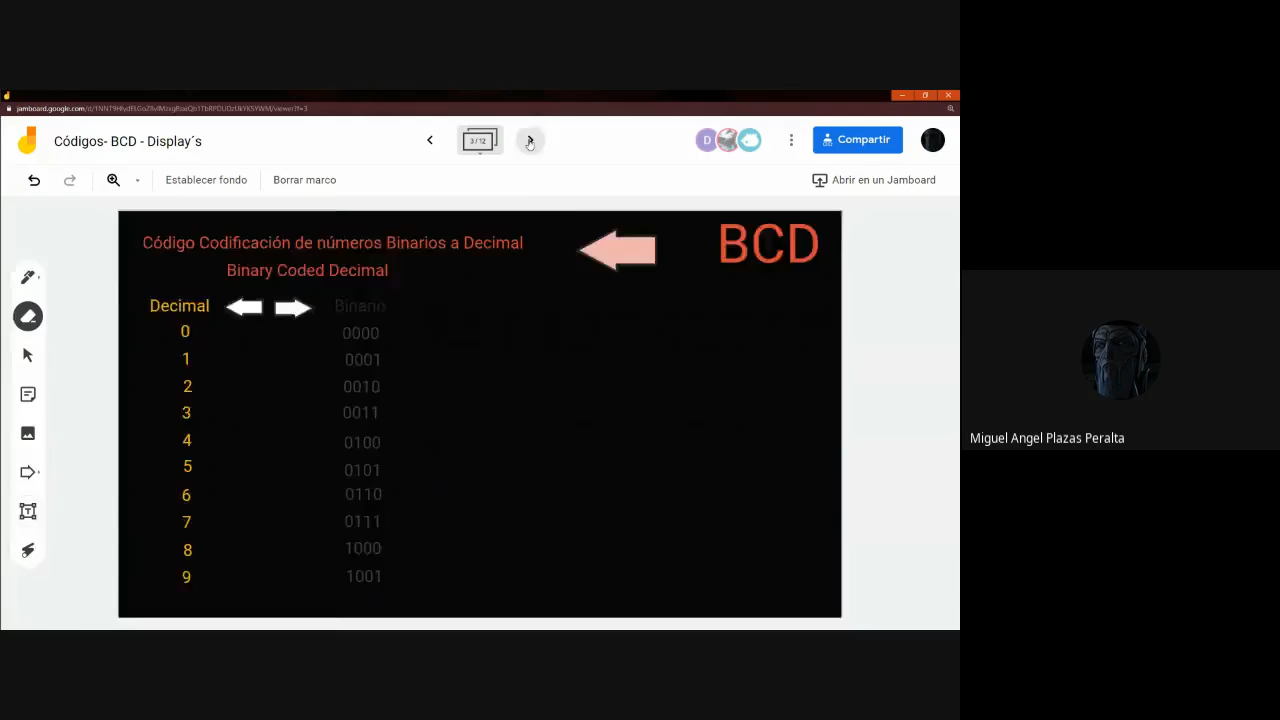 Códigos- BCD - Display´s
3 / 12
D
Compartir
Establecer fondo
Borrar marco
Abrir en un Jamboard
Código Codificación de números Binarios a Decimal
BCD
Binary Coded Decimal
Decimal Binario
0 0000
1 0001
2 0010
3 0011
4 0100
5 0101
6 0110
7 0111
8 1000
9 1001
Miguel Angel Plazas Peralta